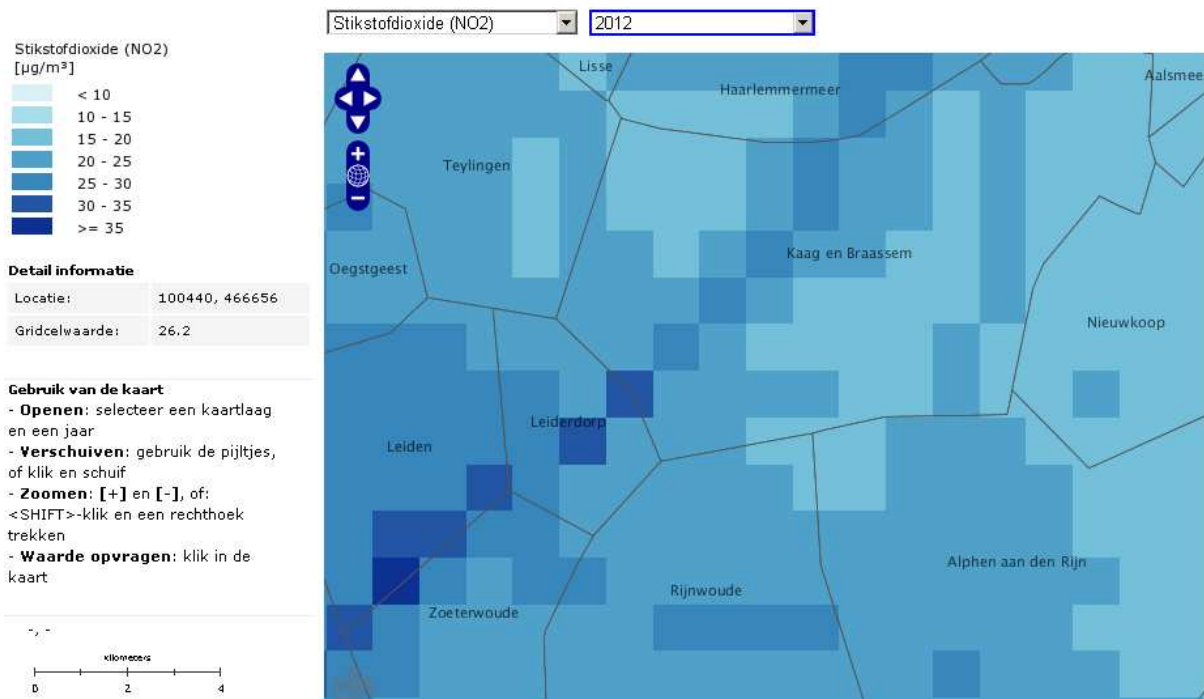 Stikstofdioxide (NO2)
2012
Stikstofdioxide (NO2)
[µg/m³]
< 10
10 - 15
15 - 20
20 - 25
25 - 30
30 - 35
>= 35
Detail informatie
Locatie: 100440, 466656
Gridcelwaarde: 26.2
Gebruik van de kaart
- Openen: selecteer een kaartlaag
en een jaar
- Verschuiven: gebruik de pijltjes,
of klik en schuif
- Zoomen: [+] en [-], of:
<SHIFT>-klik en een rechthoek
trekken
- Waarde opvragen: klik in de
kaart
-, -
kilometers
0 2 4
Lisse
Aalsmee
Haarlemmermeer
Teylingen
Kaag en Braassem
Oegstgeest
Nieuwkoop
Leiderdorp
Leiden
Alphen aan den Rijn
Rijnwoude
Zoeterwoude